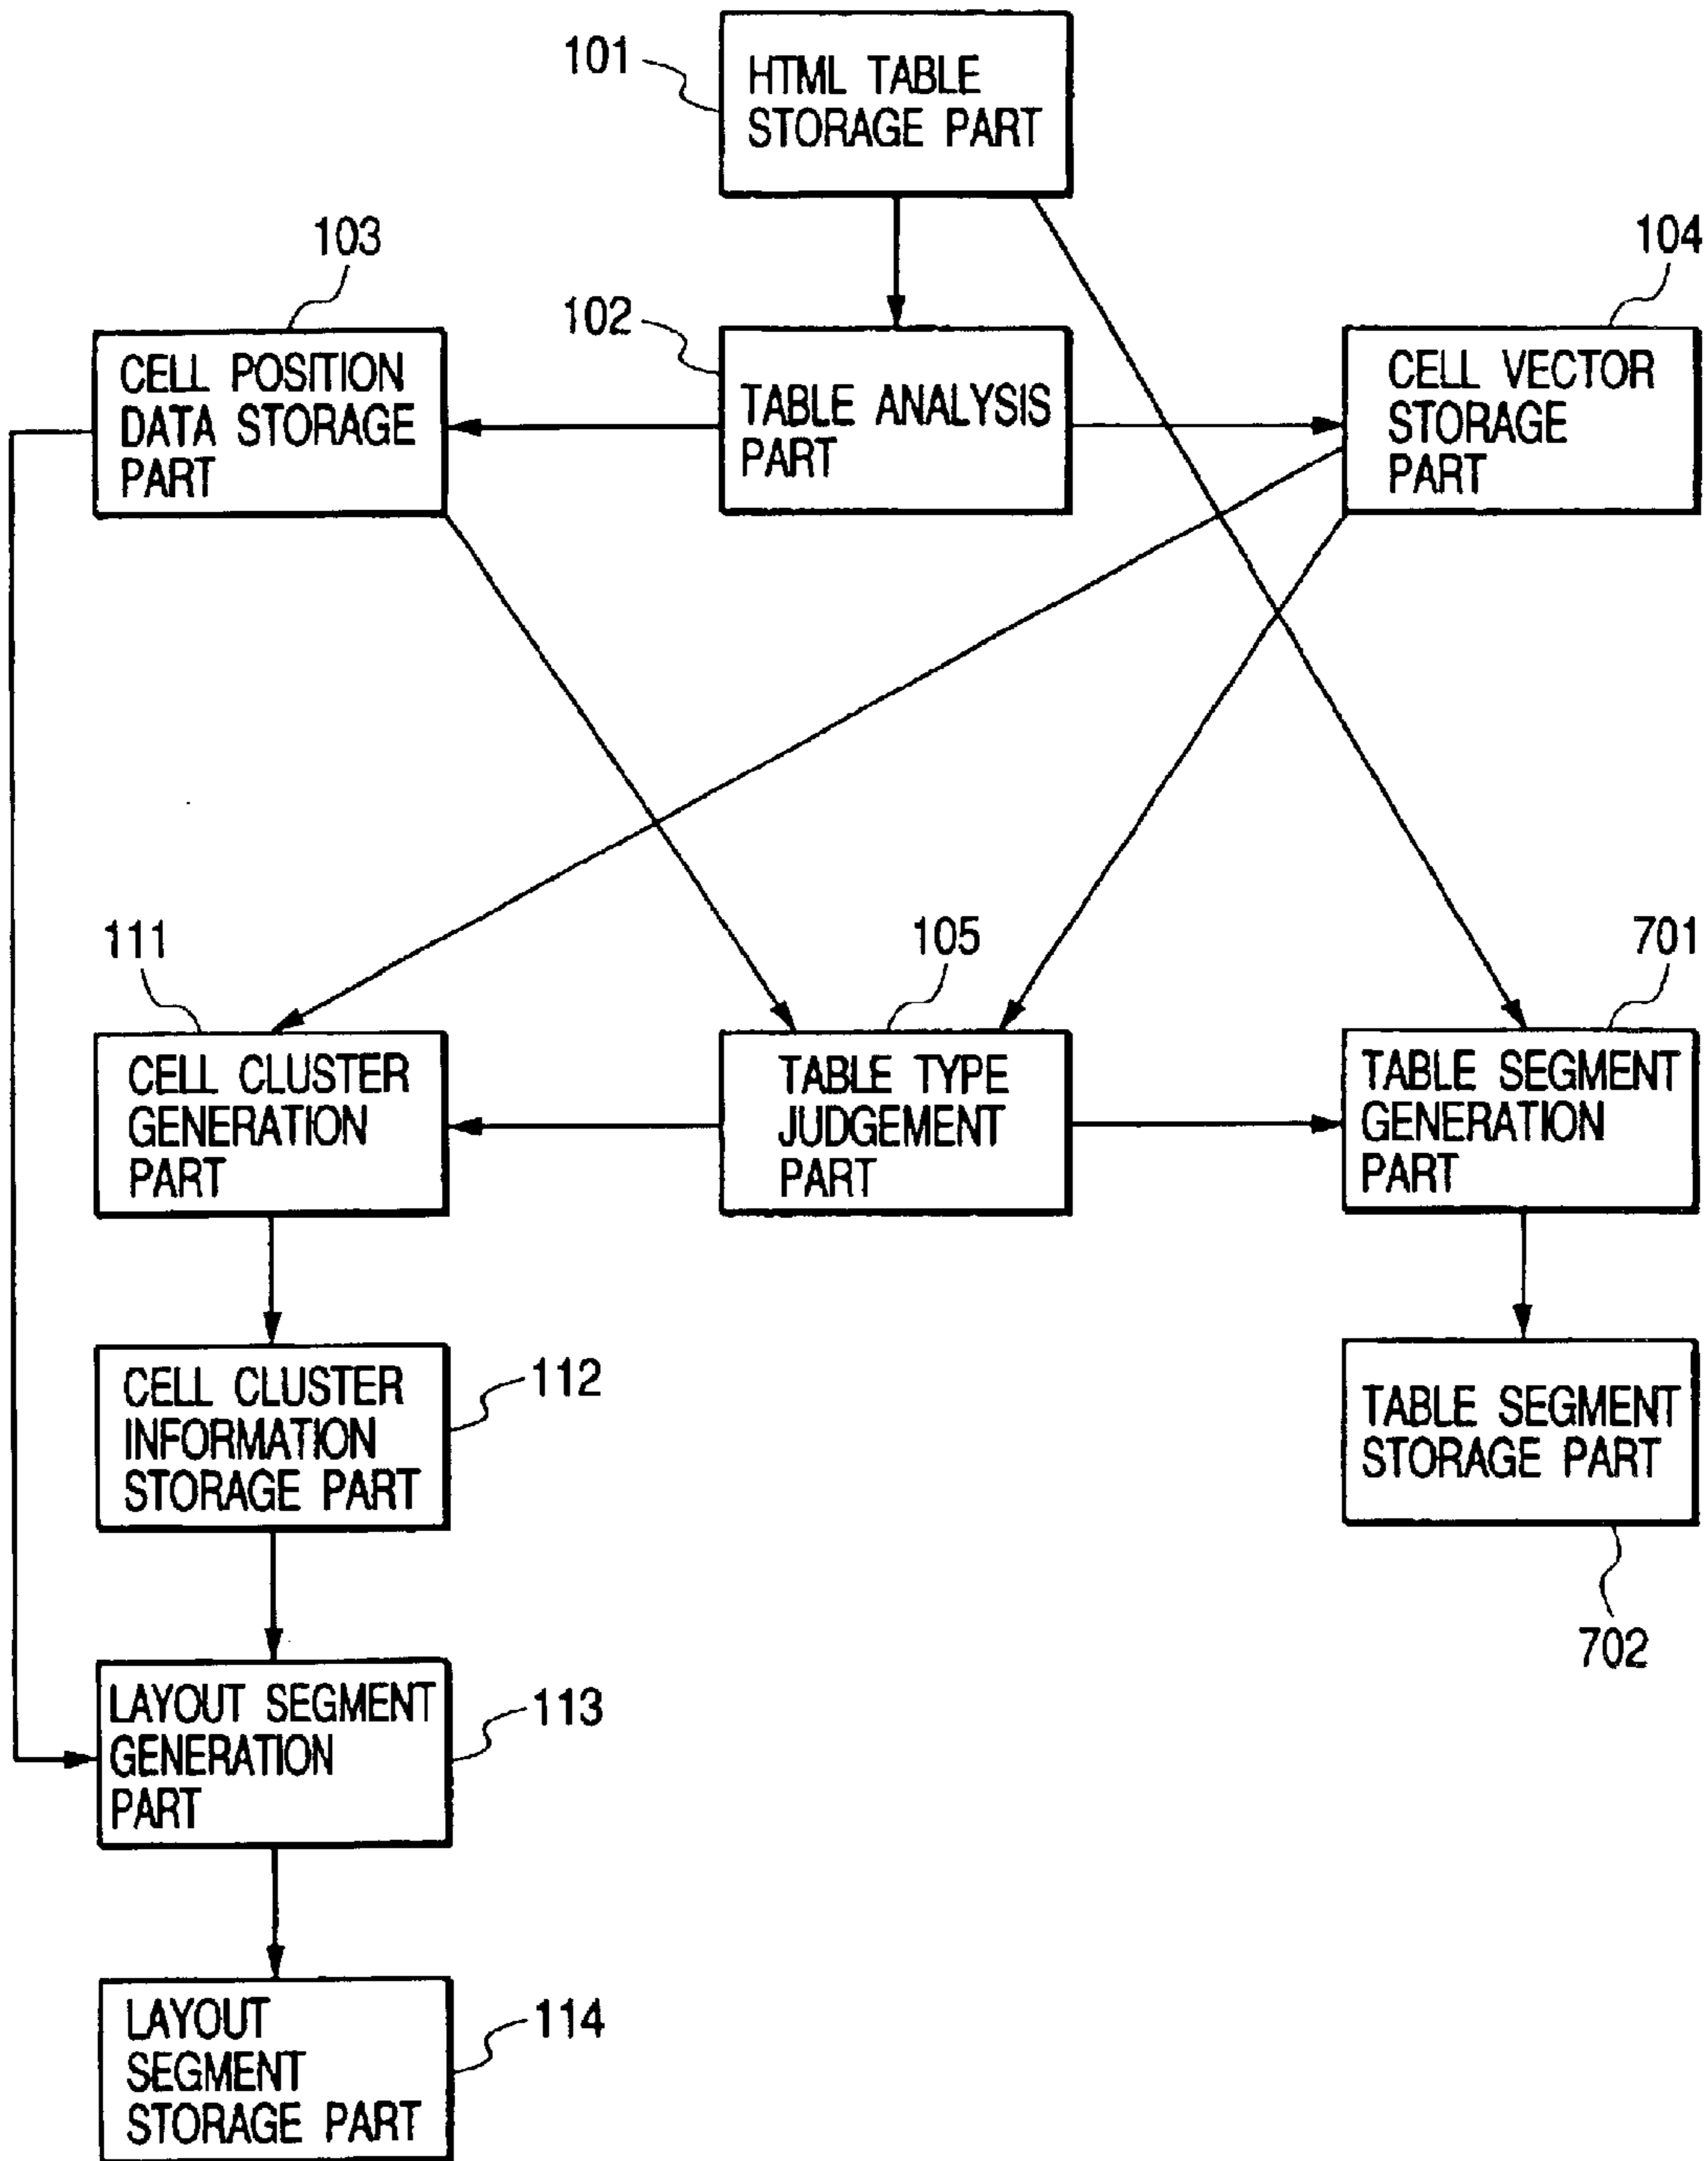 101
HTML TABLE
STORAGE PART
103
104
102
CELL POSITION
DATA STORAGE
PART
TABLE ANALYSIS
PART
CELL VECTOR
STORAGE
PART
111
105
701
CELL CLUSTER
GENERATION
PART
TABLE TYPE
JUDGEMENT
PART
TABLE SEGMENT
GENERATION
PART
CELL CLUSTER
INFORMATION
STORAGE PART
112
TABLE SEGMENT
STORAGE PART
702
LAYOUT SEGMENT
GENERATION
PART
113
LAYOUT
SEGMENT
STORAGE PART
114